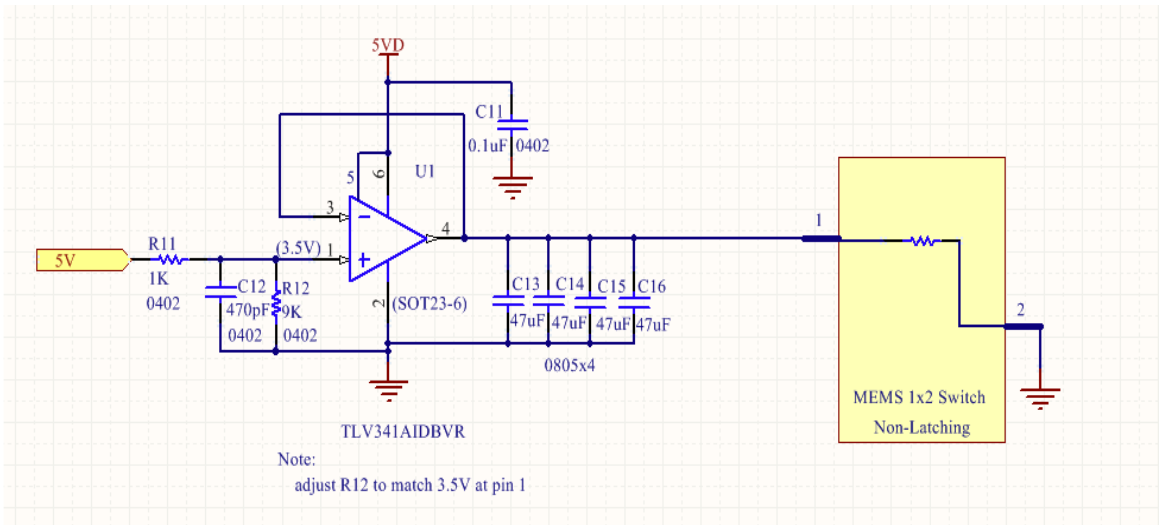 5VD
C11
0.1uF 0402
U1
5
6
3
4
1
(3.5V)
R11
5V
1K
0402
C12
470pF
0402
R12
9K
0402
2
(SOT23-6)
C13
47uF
C14
47uF
C15
47uF
C16
47uF
0805x4
1
2
MEMS 1x2 Switch
Non-Latching
TLV341AIDBVR
Note:
adjust R12 to match 3.5V at pin 1